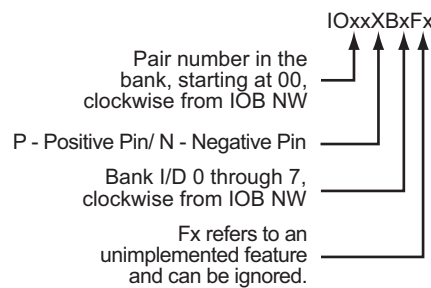 IOxxXBxFx
Pair number in the
bank, starting at 00,
clockwise from IOB NW
P - Positive Pin/ N - Negative Pin
Bank I/D 0 through 7,
clockwise from IOB NW
Fx refers to an
unimplemented feature
and can be ignored.